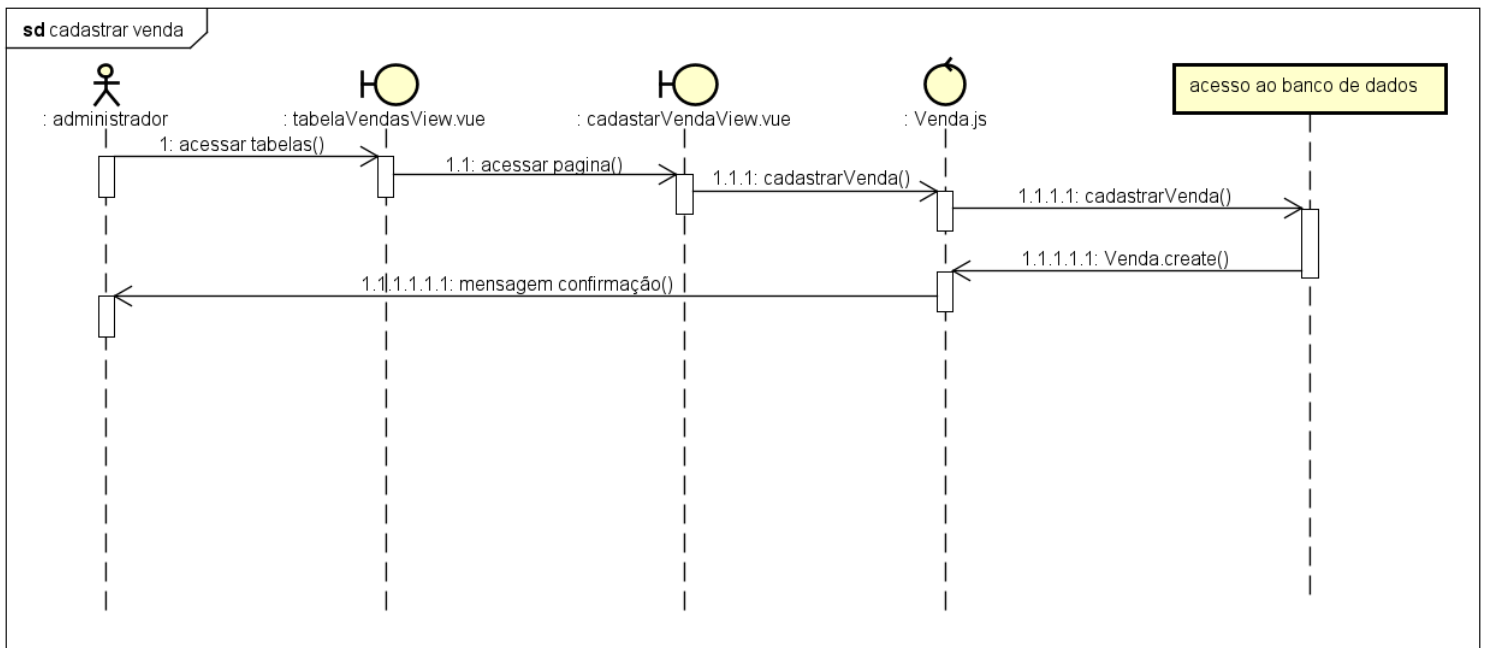 sd cadastrar venda
acesso ao banco de dados
: administrador
: tabelaVendasView.vue
: cadastarVendaView.vue
: Venda.js
1: acessar tabelas()
1.1: acessar pagina()
1.1.1: cadastrarVenda()
1.1.1.1: cadastrarVenda()
1.1.1.1.1: Venda.create()
1.1.1.1.1.1: mensagem confirmação()